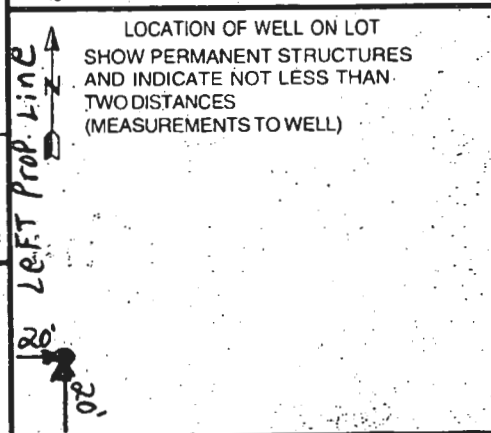 LOCATION OF WELL ON LOT
SHOW PERMANENT STRUCTURES
AND INDICATE NOT LESS THAN
TWO DISTANCES
(MEASUREMENTS TO WELL)
N
LeFT ProP. Line
20'
20'